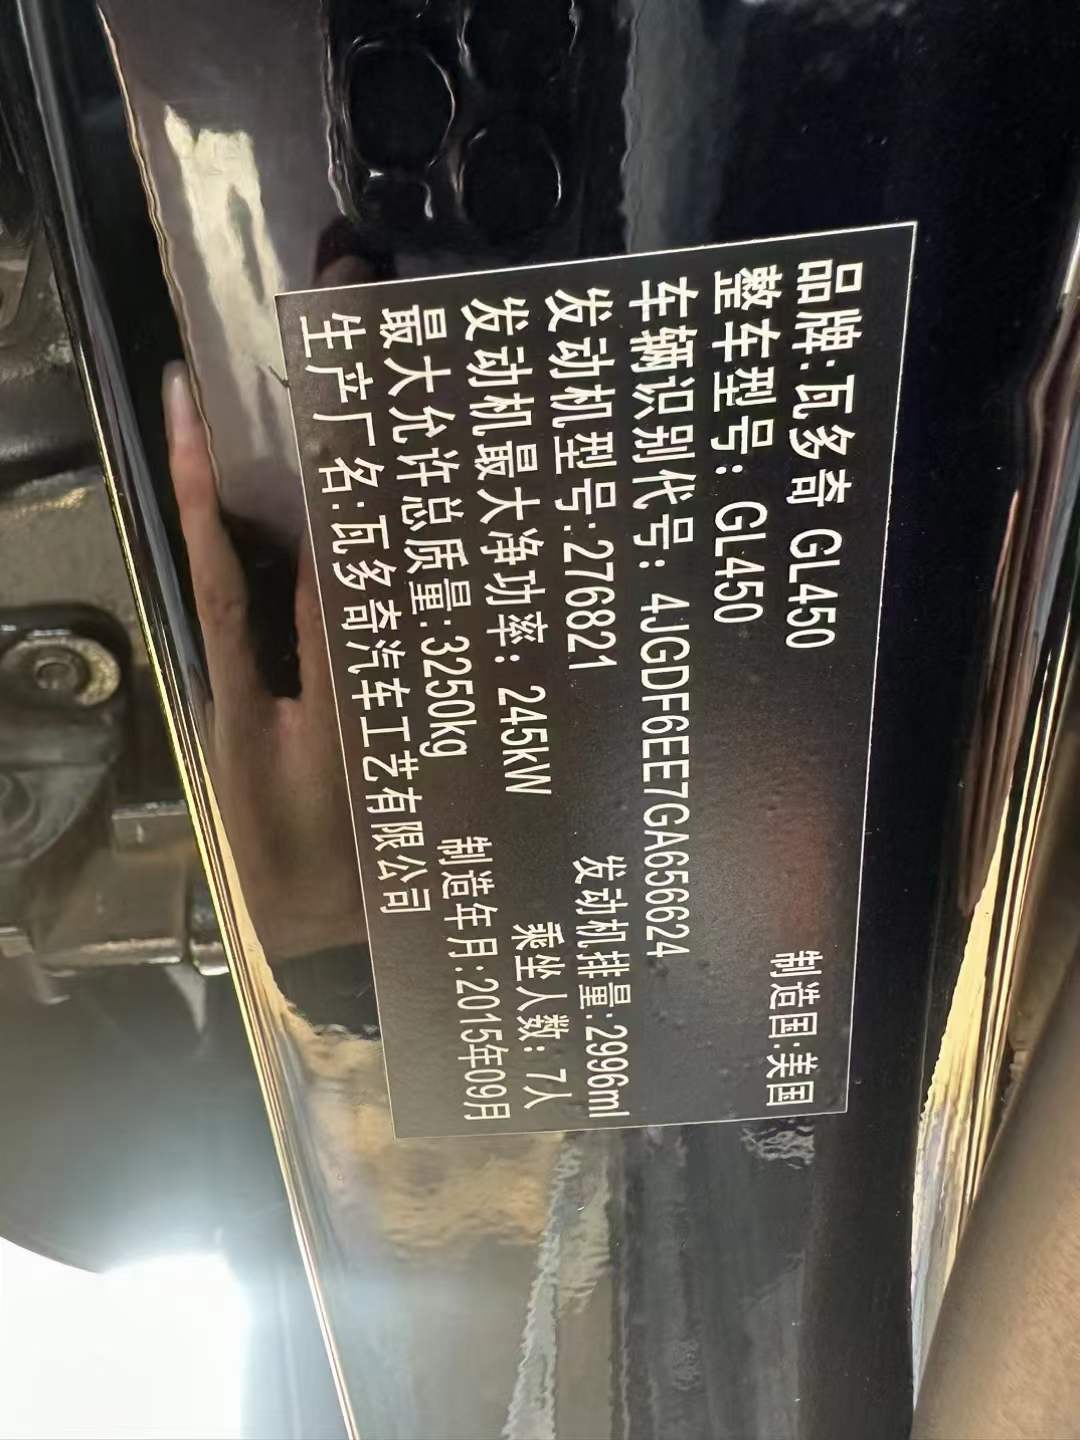 品牌:瓦多奇 GL450 制造国:美国
整车型号: GL450
车辆识别代号: 4JGDF6EE7GA656624
发动机型号:276821 发动机排量:2996ml
发动机最大净功率: 245kW 乘坐人数: 7人
最大允许总质量:3250kg 制造年月:2015年09月
生产厂名:瓦多奇汽车工艺有限公司